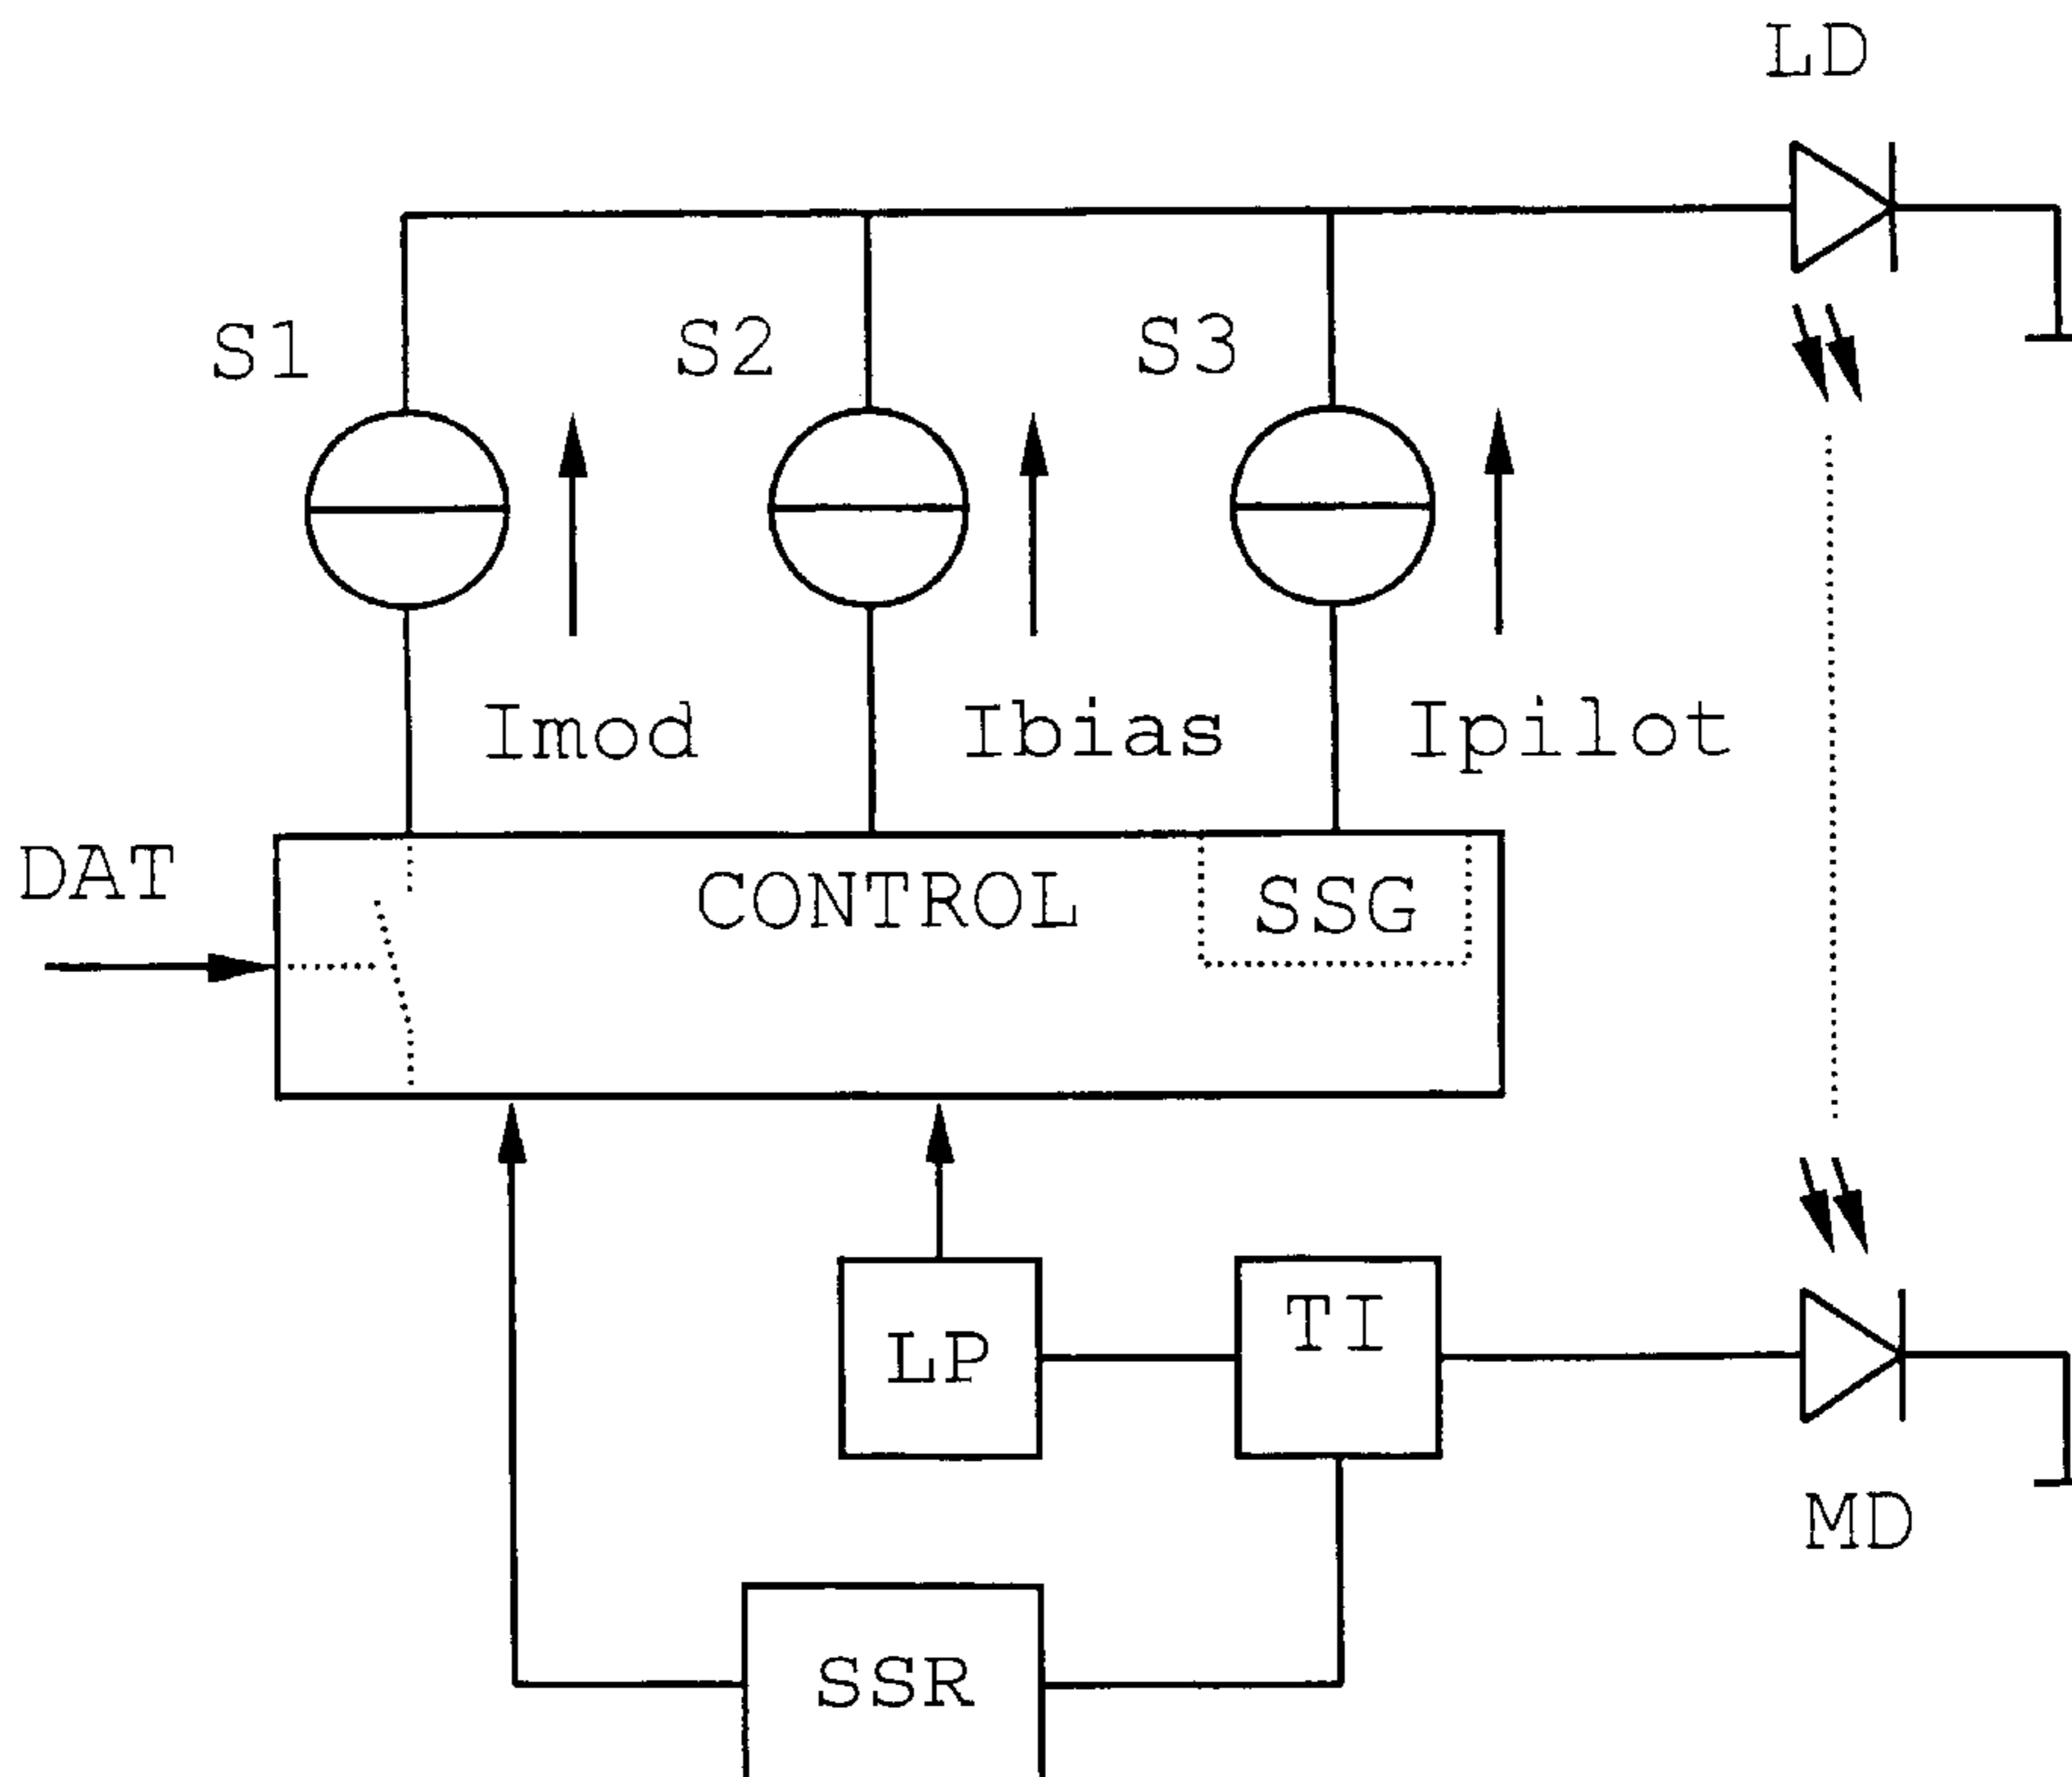 LD
S1
S2
S3
Imod
Ibias
Ipilot
DAT
CONTROL
SSG
TI
LP
MD
SSR